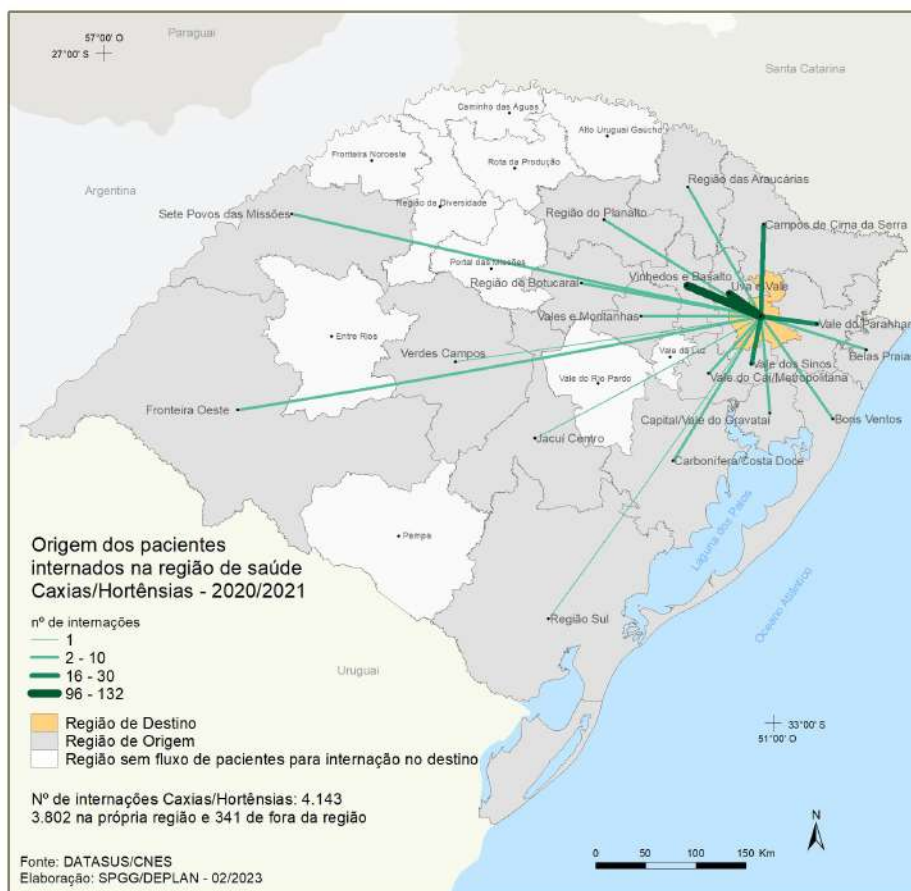 Paraguai
57°00' O
27°00' S
Santa Catarina
Caminho das Águas
Alto Uruguai Gaúcho
Fronteira Noroeste
Rota da Produção
Região das Araucárias
Argentina
Região da Diversidade
Sete Povos das Missões
Região do Planalto
Campos de Cima da Serra
Portal das Missões
Vinhedos e Basalto
Região de Botucaraí
Uva e Vale
Vales e Montanhas
Vale do Paranhana
Entre Rios
Verdes Campos
Vale da Luz
Belas Praias
Vale dos Sinos
Vale do Rio Pardo
Vale do Caí/Metropolitana
Fronteira Oeste
Capital/Vale do Gravataí
Bons Ventos
Jacuí Centro
Carbonífera/Costa Doce
Laguna dos Patos
Pampa
Oceano Atlântico
Região Sul
Uruguai
Origem dos pacientes
internados na região de saúde
Caxias/Hortênsias - 2020/2021
nº de internações
1
2 - 10
16 - 30
96 - 132
Região de Destino
Região de Origem
Região sem fluxo de pacientes para internação no destino
33°00' S
51°00' O
Nº de internações Caxias/Hortênsias: 4.143
3.802 na própria região e 341 de fora da região
N
0 50 100 150 Km
Fonte: DATASUS/CNES
Elaboração: SPGG/DEPLAN - 02/2023